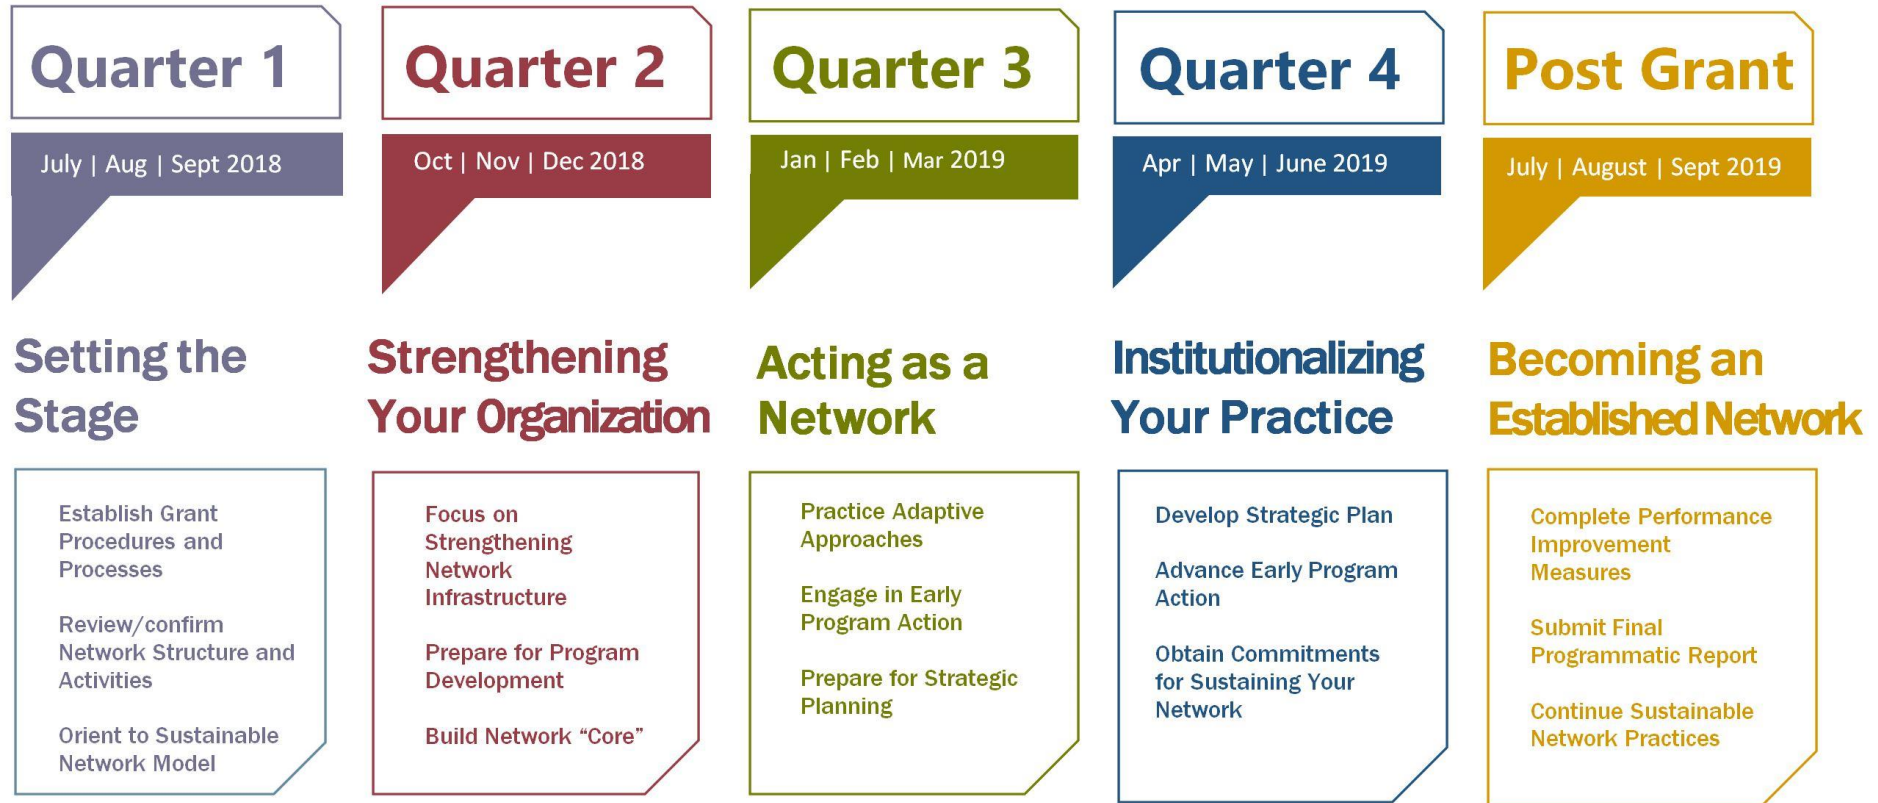 Quarter 1
July | Aug | Sept 2018
Setting the
Stage
Establish Grant
Procedures and
Processes
Review/confirm
Network Structure and
Activities
Orient to Sustainable
Network Model
Quarter 2
Oct | Nov | Dec 2018
Strengthening
Your Organization
Focus on
Strengthening
Network
Infrastructure
Prepare for Program
Development
Build Network “Core”
Quarter 3
Jan | Feb | Mar 2019
Acting as a
Network
Practice Adaptive
Approaches
Engage in Early
Program Action
Prepare for Strategic
Planning
Quarter 4
Apr | May | June 2019
Institutionalizing
Your Practice
Develop Strategic Plan
Advance Early Program
Action
Obtain Commitments
for Sustaining Your
Network
Post Grant
July | August | Sept 2019
Becoming an
Established Network
Complete Performance
Improvement
Measures
Submit Final
Programmatic Report
Continue Sustainable
Network Practices